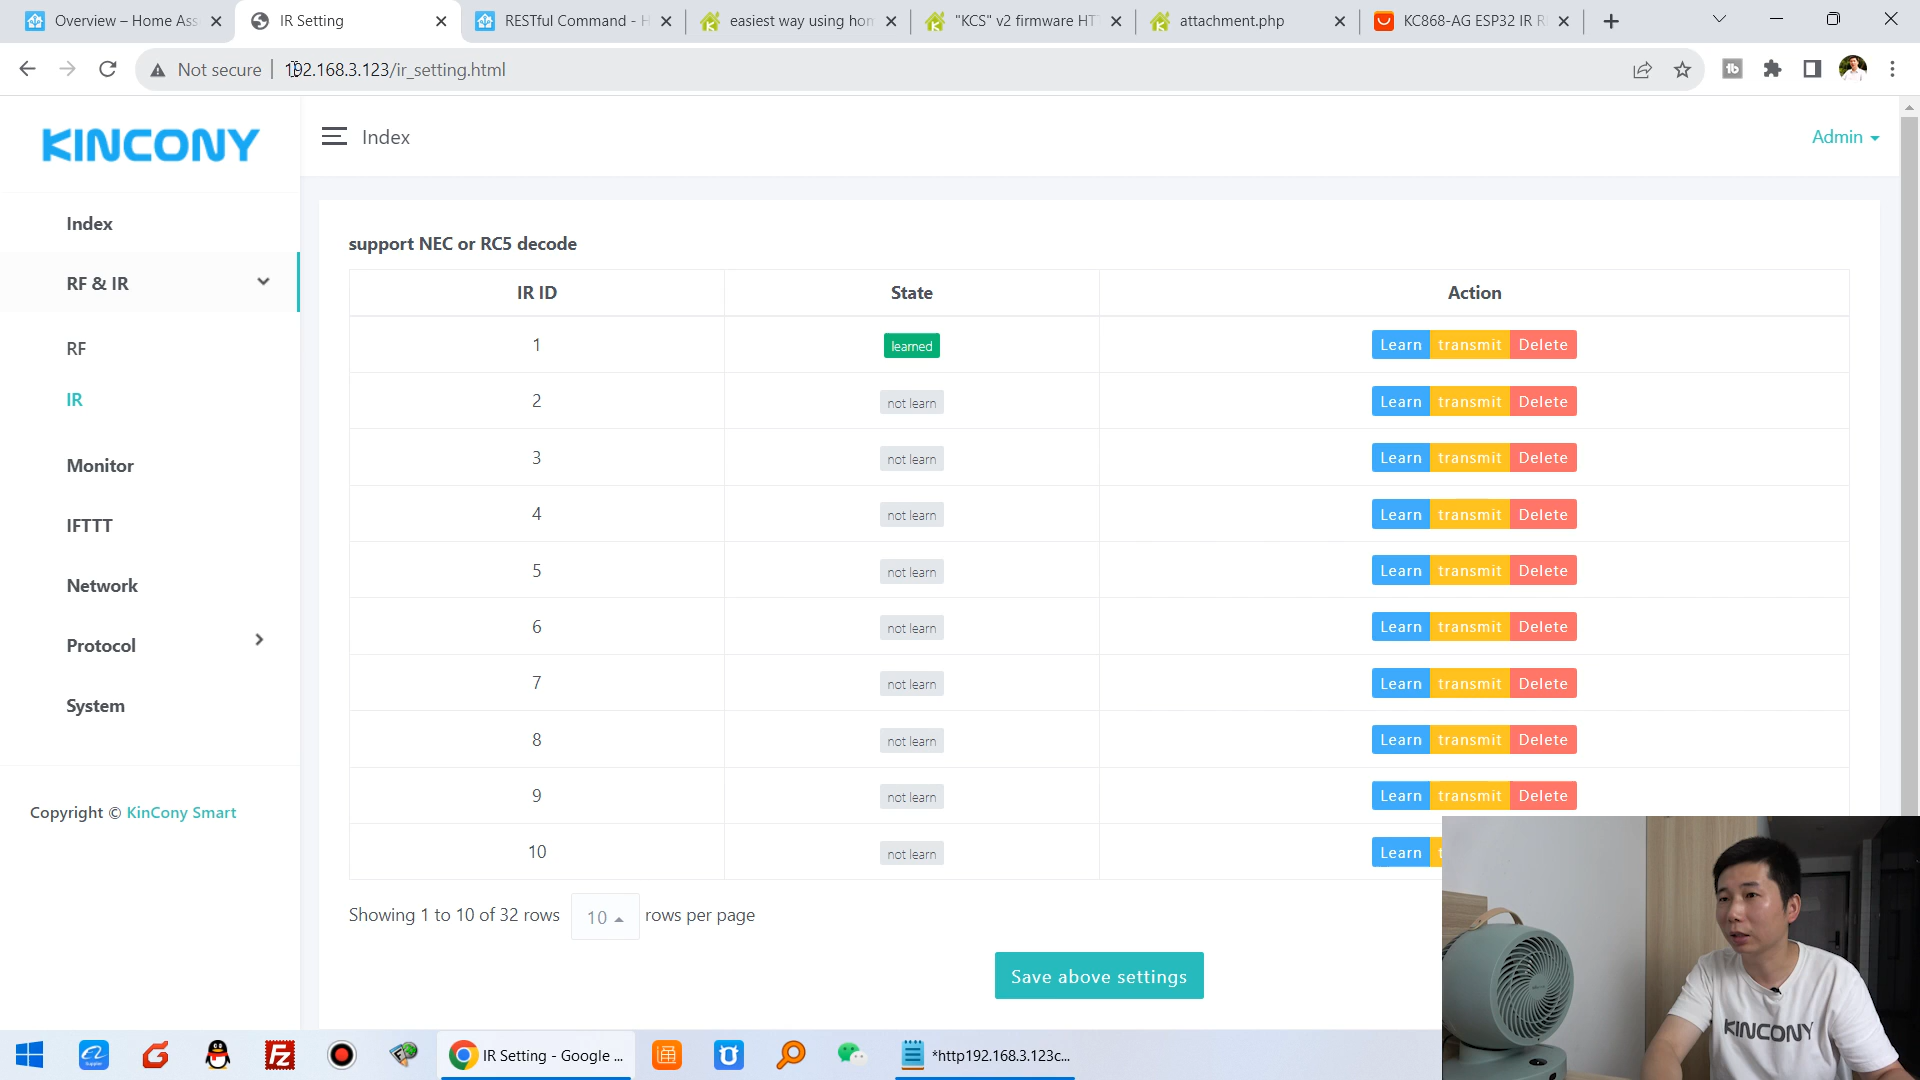 Overview – Home Ass
IR Setting
RESTful Command - H
easiest way using hom
"KCS" v2 firmware HTT
attachment.php
KC868-AG ESP32 IR R
Not secure
192.168.3.123/ir_setting.html
KINCONY
Index
Admin
Index
RF & IR
RF
IR
Monitor
IFTTT
Network
Protocol
System
Copyright © KinCony Smart
support NEC or RC5 decode
IR ID State Action
1 learned Learn transmit Delete
2 not learn Learn transmit Delete
3 not learn Learn transmit Delete
4 not learn Learn transmit Delete
5 not learn Learn transmit Delete
6 not learn Learn transmit Delete
7 not learn Learn transmit Delete
8 not learn Learn transmit Delete
9 not learn Learn transmit Delete
10 not learn Learn
Showing 1 to 10 of 32 rows 10 rows per page
Save above settings
KINCONY
IR Setting - Google ...
*http192.168.3.123c...